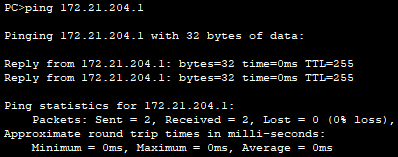 PC>ping 172.21.204.1
Pinging 172.21.204.1 with 32 bytes of data:
Reply from 172.21.204.1: bytes=32 time=0ms TTL=255
Reply from 172.21.204.1: bytes=32 time=0ms TTL=255
Ping statistics for 172.21.204.1:
Packets: Sent = 2, Received = 2, Lost = 0 (0% loss),
Approximate round trip times in milli-seconds:
Minimum = 0ms, Maximum = 0ms, Average = 0ms